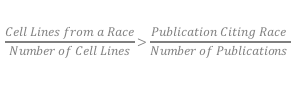 Cell Lines from a Race > Publication Citing Race
Number of Cell Lines Number of Publications